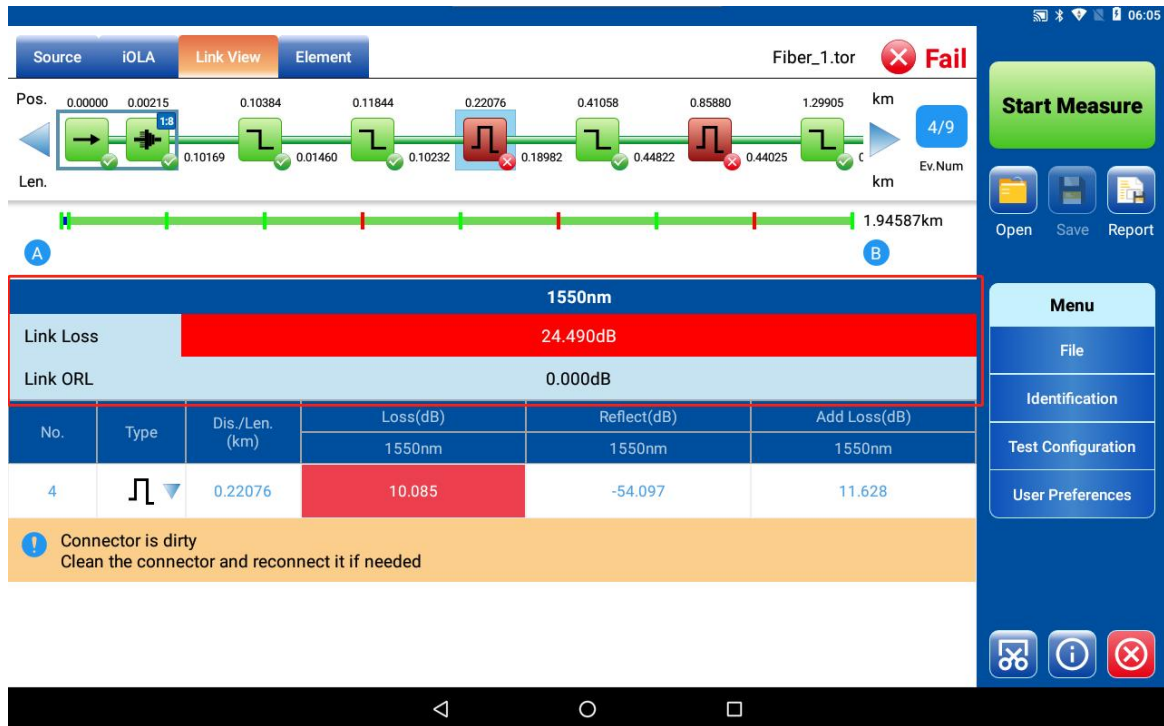 06:05
Source iOLA Link View Element Fiber_1.tor Fail
Pos. 0.00000 0.00215 0.10384 0.11844 0.22076 0.41058 0.85880 1.29905 km
1:8
4/9
0.10169 0.01460 0.10232 0.18982 0.44822 0.44025
Ev.Num
Len. km
1.94587km
A B
1550nm
Link Loss 24.490dB
Link ORL 0.000dB
No. Type Dis./Len. (km) Loss(dB) Reflect(dB) Add Loss(dB)
1550nm 1550nm 1550nm
4 0.22076 10.085 -54.097 11.628
Connector is dirty
Clean the connector and reconnect it if needed
Start Measure
Open Save Report
Menu
File
Identification
Test Configuration
User Preferences